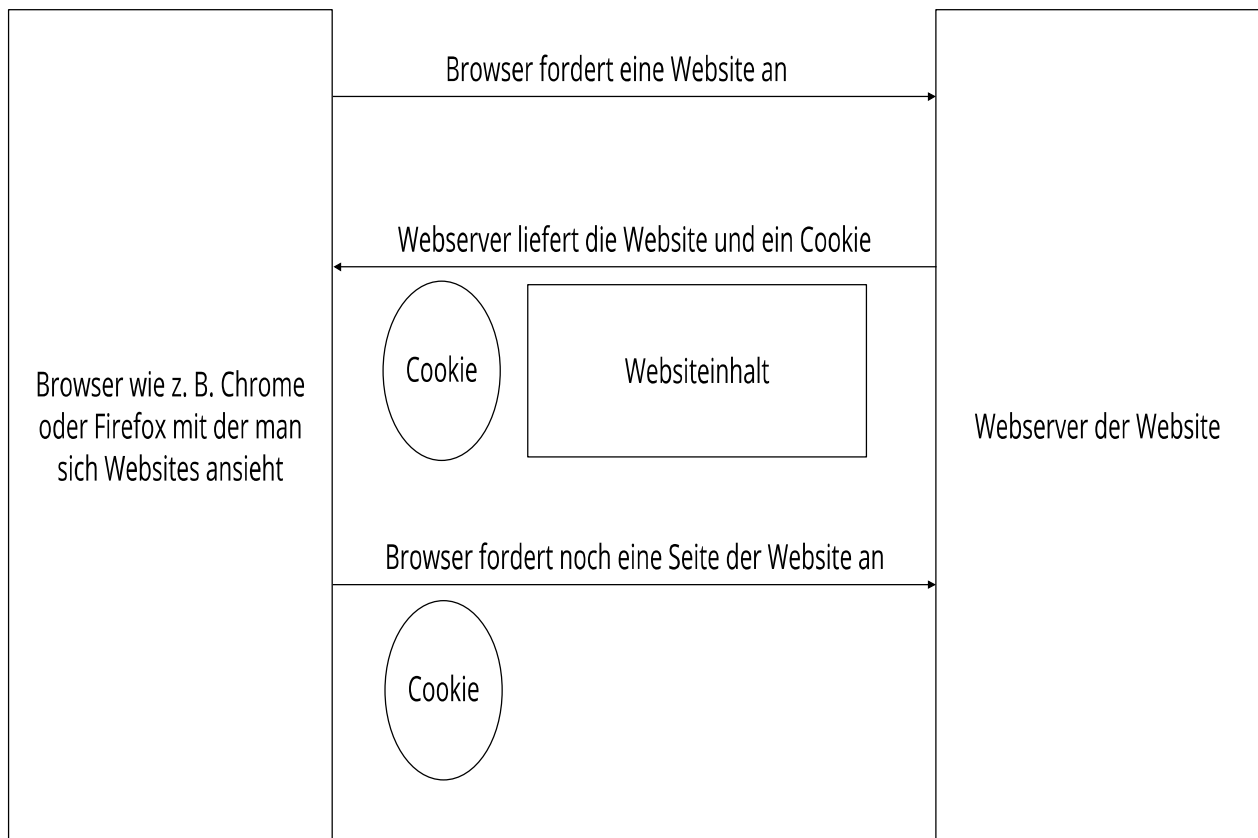 Browser fordert eine Website an
Webserver liefert die Website und ein Cookie
Cookie
Websiteinhalt
Browser wie z. B. Chrome
oder Firefox mit der man
sich Websites ansieht
Webserver der Website
Browser fordert noch eine Seite der Website an
Cookie